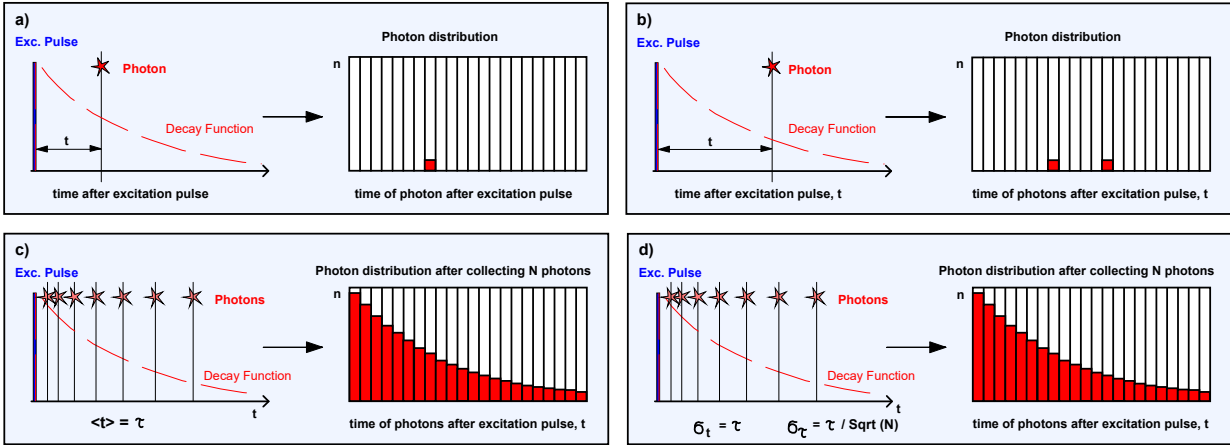 a)
Exc. Pulse
Photon
Decay Function
t
time after excitation pulse
Photon distribution
n
time of photon after excitation pulse
b)
Exc. Pulse
Photon
Decay Function
t
time after excitation pulse, t
Photon distribution
n
time of photons after excitation pulse, t
c)
Exc. Pulse
Photons
Decay Function
t
<t> = τ
Photon distribution after collecting N photons
n
time of photons after excitation pulse, t
d)
Exc. Pulse
Photons
Decay Function
t
σt = τ στ = τ / Sqrt (N)
Photon distribution after collecting N photons
n
time of photons after excitation pulse, t